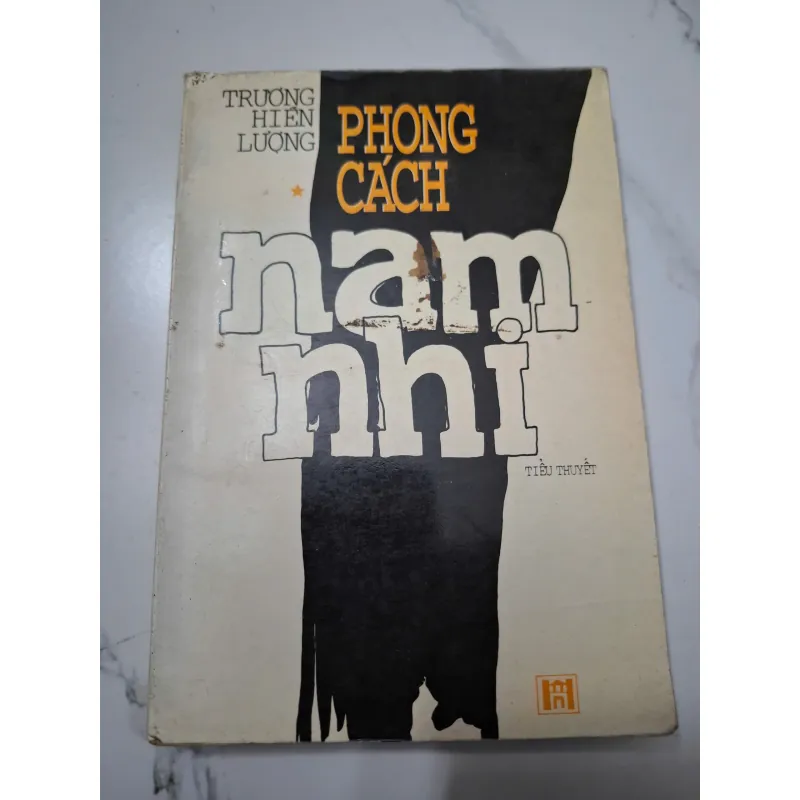 TRƯƠNG
HIỀN
LƯỢNG
PHONG
CÁCH
nam
nhi
TIỂU THUYẾT